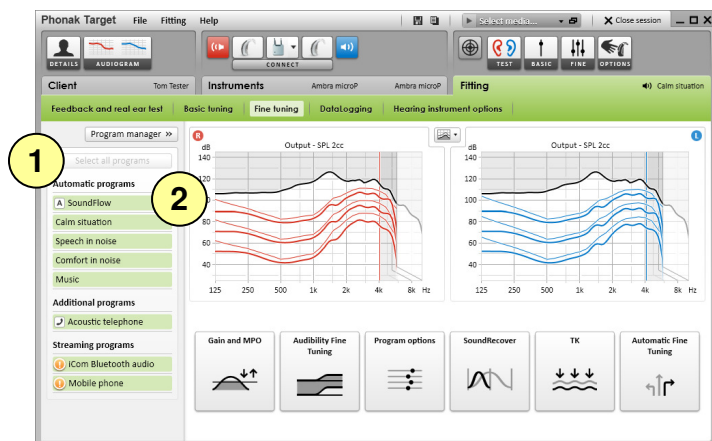 Phonak Target File Fitting Help Select media... Close session
DETAILS AUDIOGRAM CONNECT TEST BASIC FINE OPTIONS
Client Tom Tester Instruments Ambra microP Ambra microP Fitting Calm situation
Feedback and real ear test Basic tuning Fine tuning DataLogging Hearing instrument options
Program manager »
1
Select all programs
Automatic programs
A SoundFlow
Calm situation
Speech in noise
Comfort in noise
Music
Additional programs
Acoustic telephone
Streaming programs
iCom Bluetooth audio
Mobile phone
2
R
dB Output - SPL 2cc
140
120
100
80
60
40
125 250 500 1k 2k 4k 8k Hz
L
dB Output - SPL 2cc
140
120
100
80
60
40
125 250 500 1k 2k 4k 8k Hz
Gain and MPO
Audibility Fine
Tuning
Program options
SoundRecover
TK
Automatic Fine
Tuning